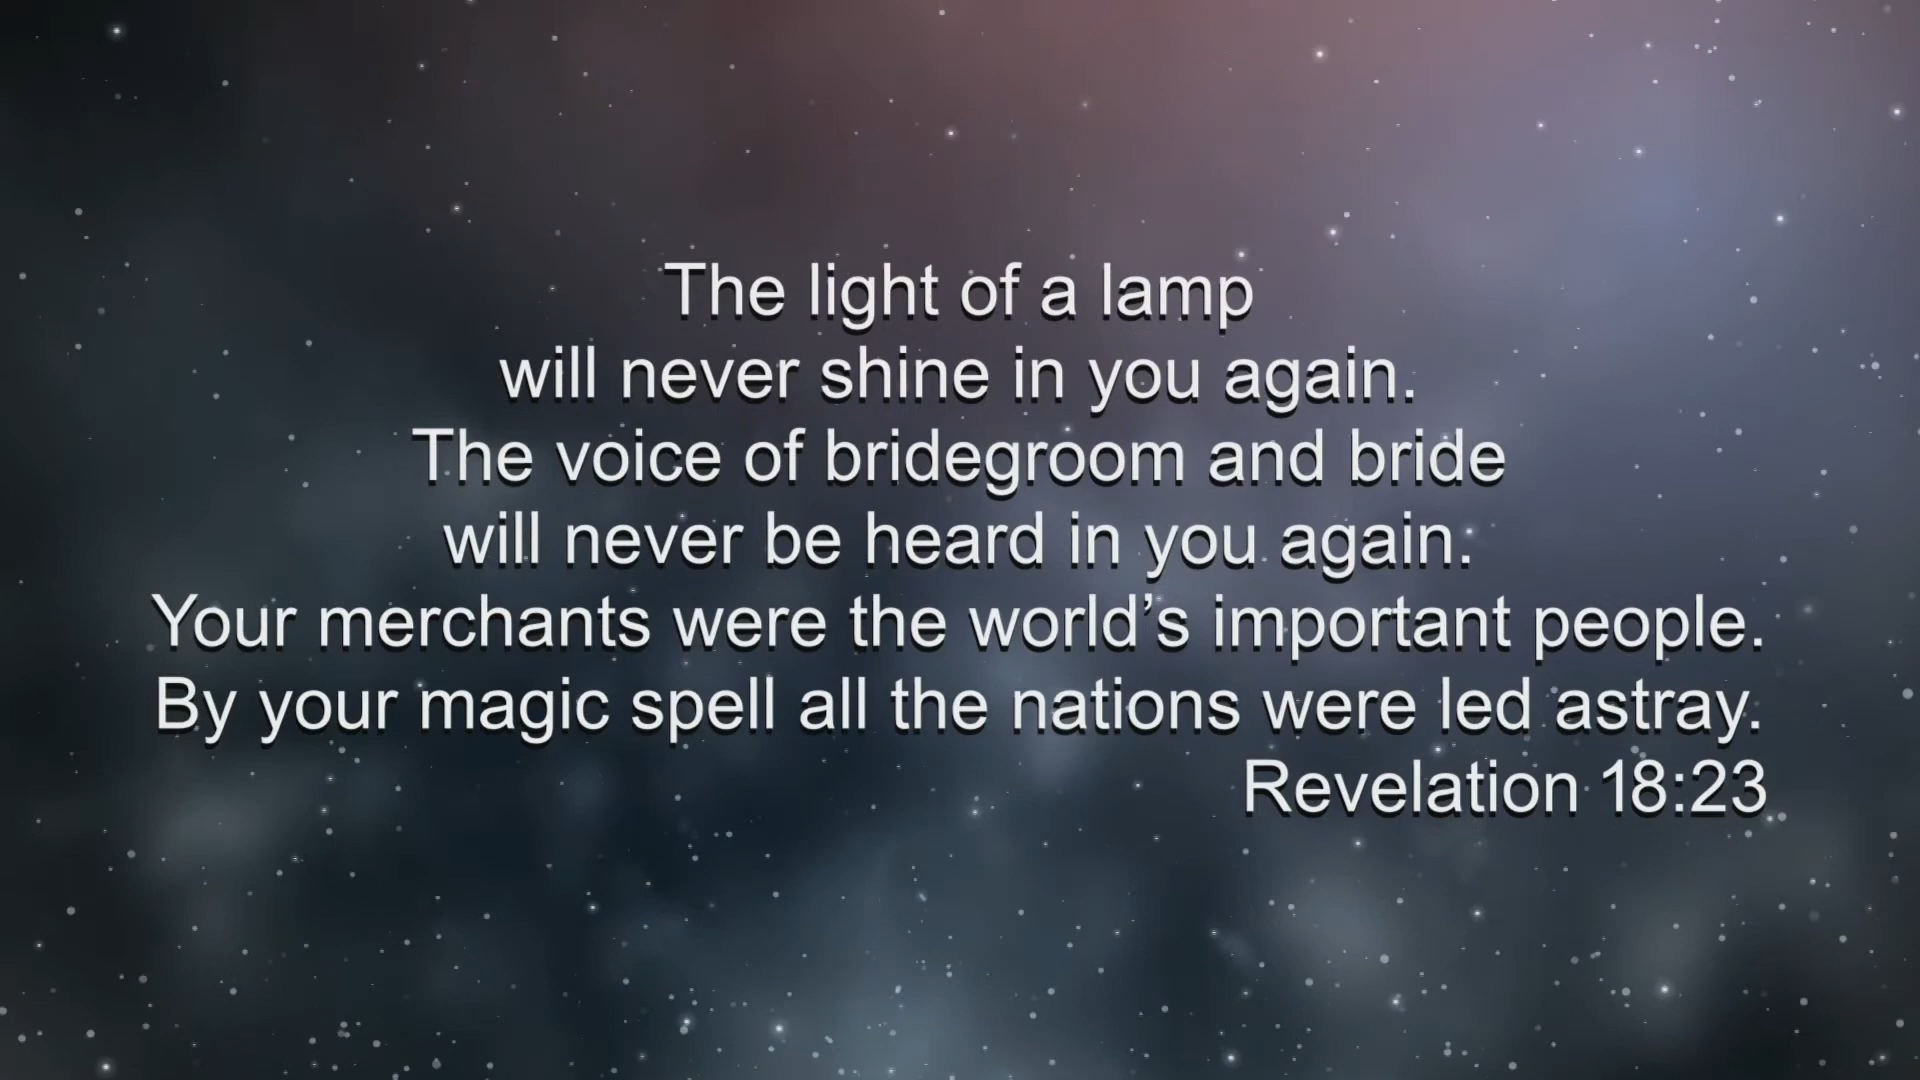 The light of a lamp
will never shine in you again.
The voice of bridegroom and bride
will never be heard in you again.
Your merchants were the world’s important people.
By your magic spell all the nations were led astray.
Revelation 18:23